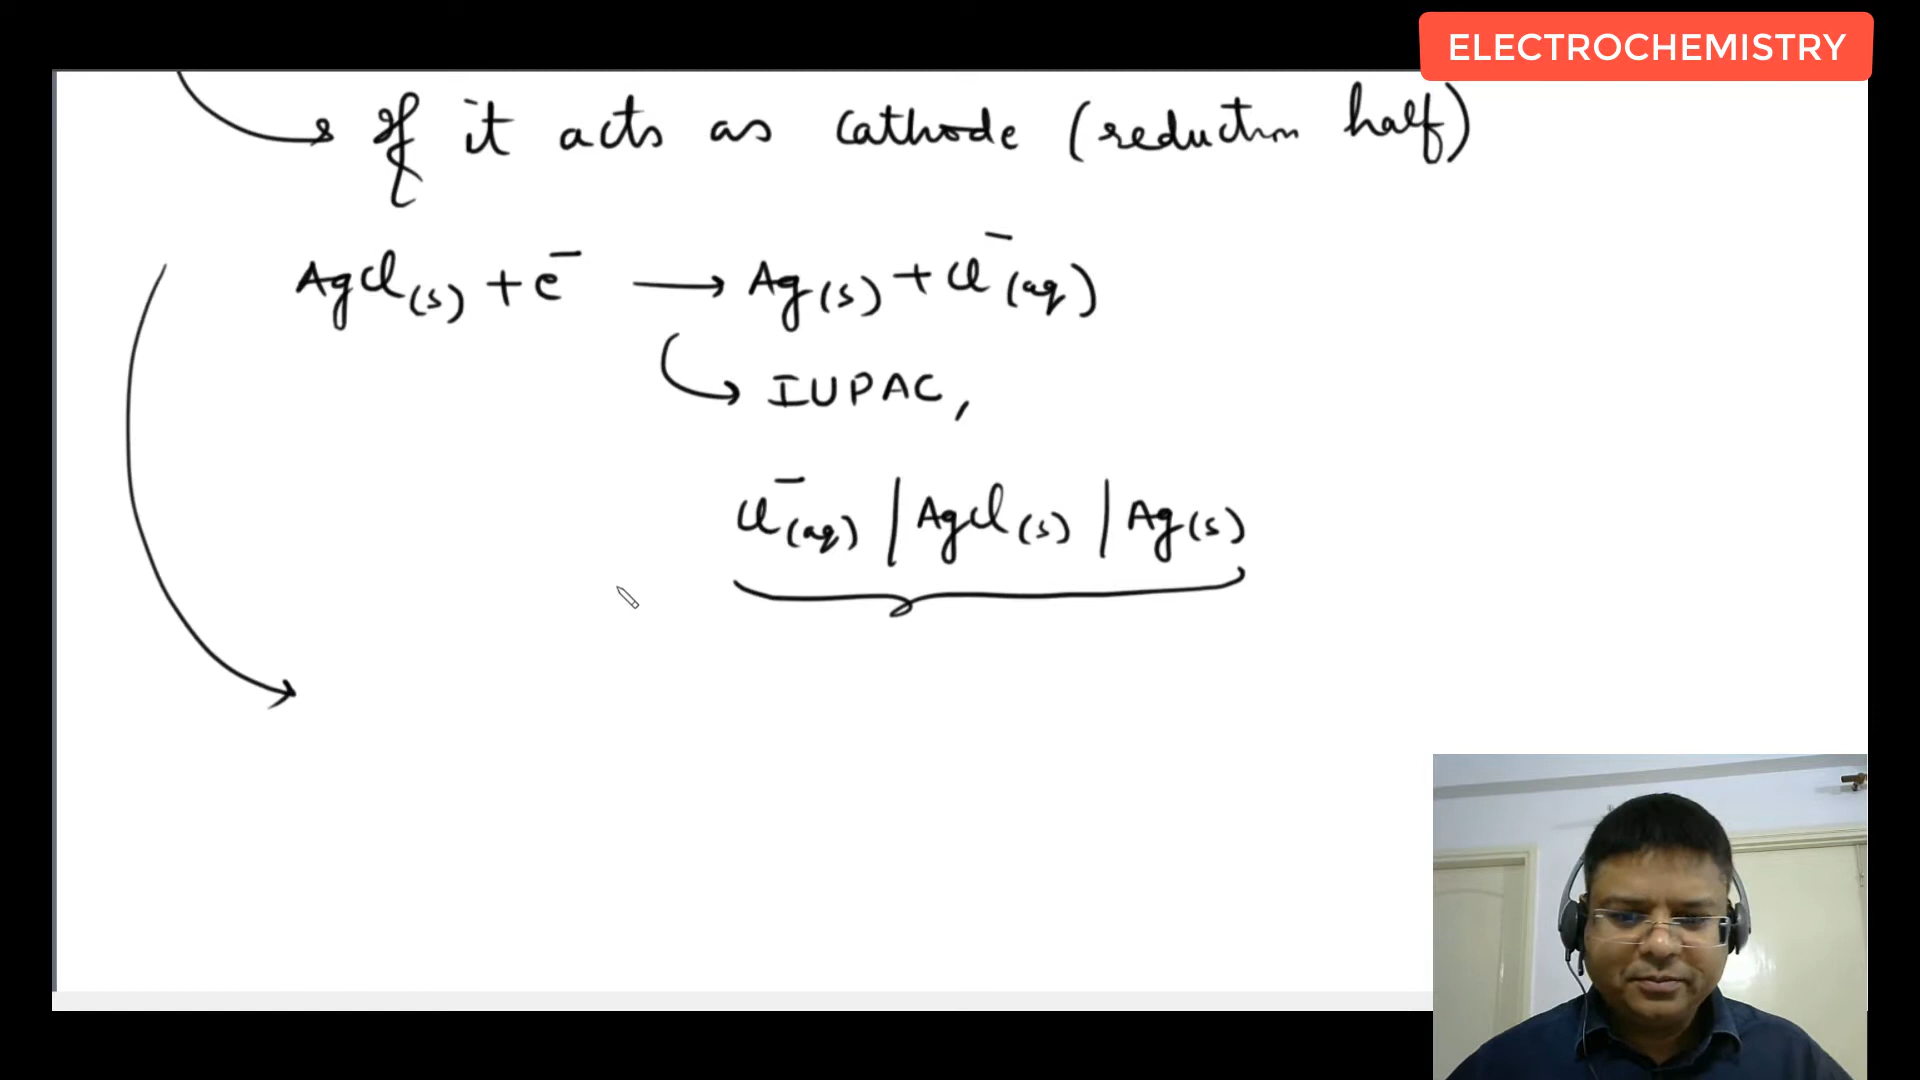 ELECTROCHEMISTRY
If it acts as cathode (reduction half)
AgCl(s) + e⁻ → Ag(s) + Cl⁻(aq)
→ IUPAC,
Cl⁻(aq) | AgCl(s) | Ag(s)